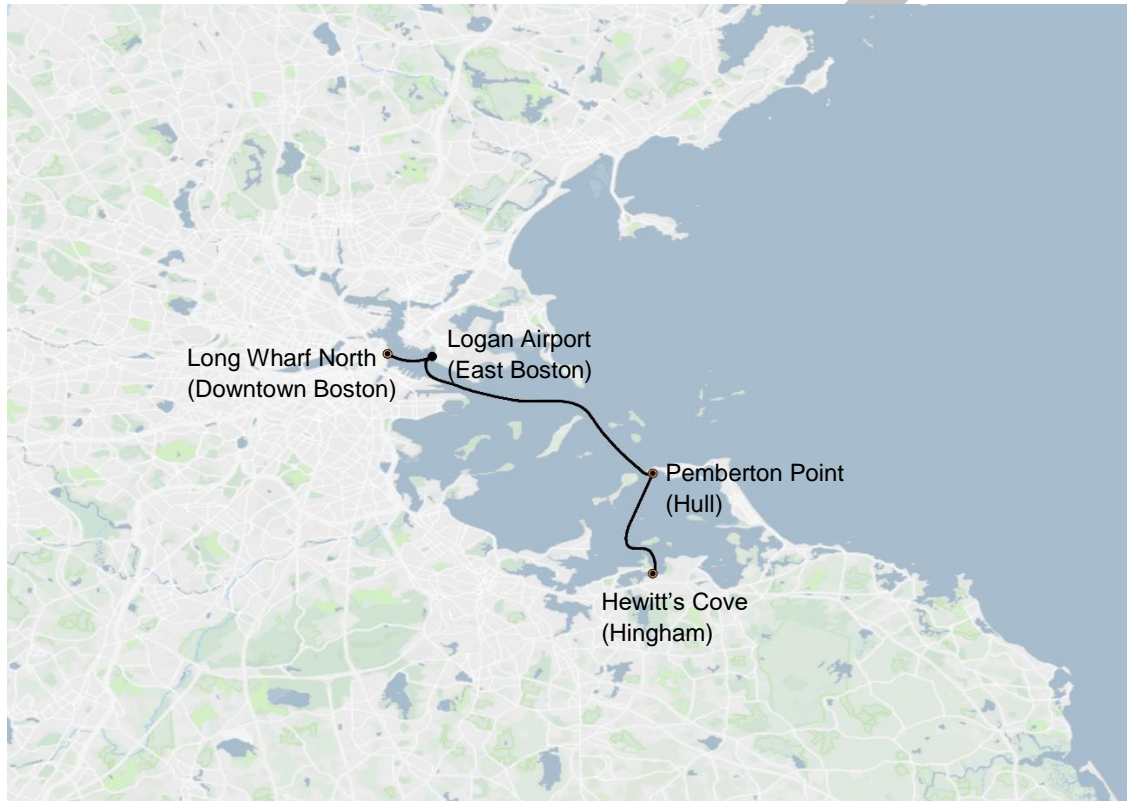 Logan Airport
(East Boston)
Long Wharf North
(Downtown Boston)
Pemberton Point
(Hull)
Hewitt’s Cove
(Hingham)